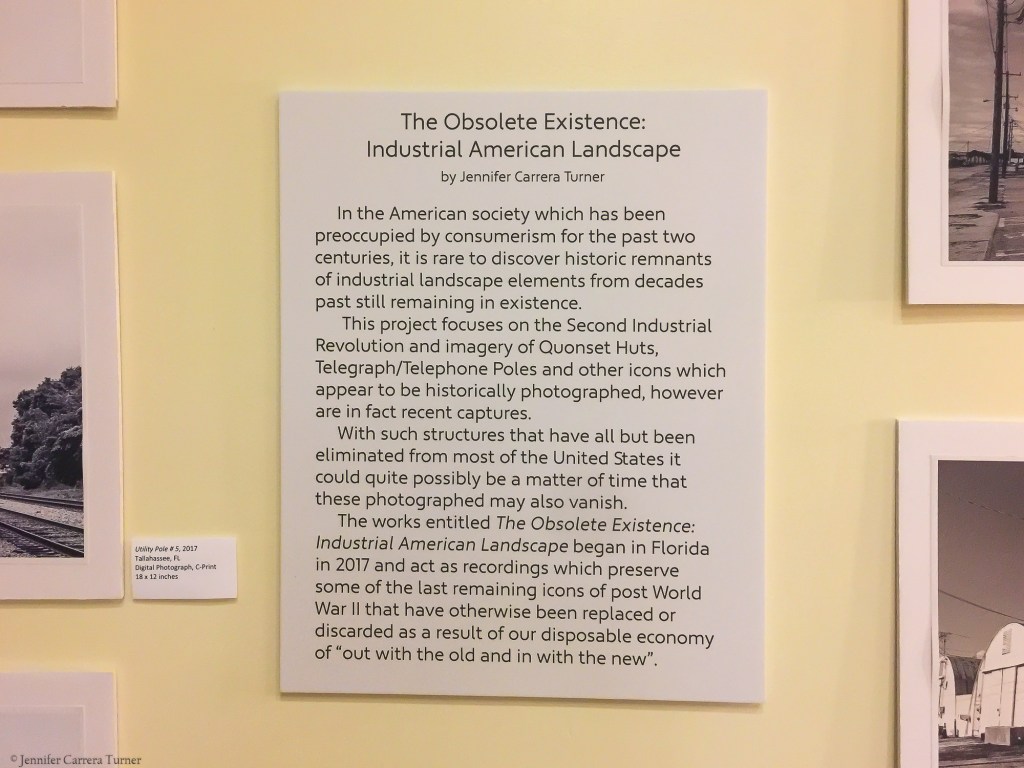 The Obsolete Existence:
Industrial American Landscape
by Jennifer Carrera Turner
In the American society which has been
preoccupied by consumerism for the past two
centuries, it is rare to discover historic remnants
of industrial landscape elements from decades
past still remaining in existence.
This project focuses on the Second Industrial
Revolution and imagery of Quonset Huts,
Telegraph/Telephone Poles and other icons which
appear to be historically photographed, however
are in fact recent captures.
With such structures that have all but been
eliminated from most of the United States it
could quite possibly be a matter of time that
these photographed may also vanish.
The works entitled The Obsolete Existence:
Industrial American Landscape began in Florida
in 2017 and act as recordings which preserve
some of the last remaining icons of post World
War II that have otherwise been replaced or
discarded as a result of our disposable economy
of “out with the old and in with the new”.
Utility Pole # 5, 2017
Tallahassee, FL
Digital Photograph, C-Print
18 x 12 inches
© Jennifer Carrera Turner